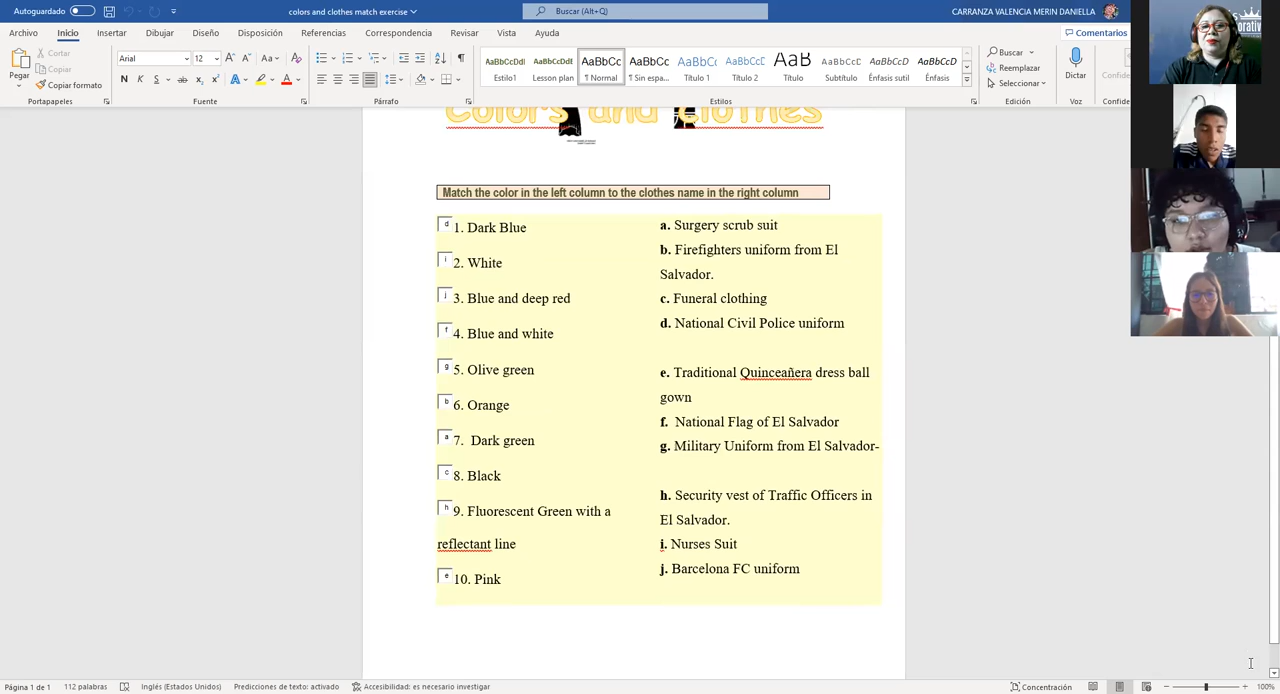 Autoguardado
colors and clothes match exercise
Buscar (Alt+Q)
CARRANZA VALENCIA MERIN DANIELLA
Archivo Inicio Insertar Dibujar Diseño Disposición Referencias Correspondencia Revisar Vista Ayuda Comentarios
Pegar
Cortar
Copiar
Copiar formato
Portapapeles
Arial 12
N K S
Fuente
Párrafo
AaBbCcDdI Estilo1
AaBbCcDdt Lesson plan
AaBbCc ¶ Normal
AaBbCc ¶ Sin espa...
AaBbC Título 1
AaBbCcI Título 2
AaB Título
AaBbCcD Subtítulo
AaBbCcD Énfasis sutil
AaBbCcD Énfasis
Estilos
Buscar
Reemplazar
Seleccionar
Edición
Dictar
Voz
Confide
Colors and Clothes
Match the color in the left column to the clothes name in the right column
d 1. Dark Blue
i 2. White
j 3. Blue and deep red
f 4. Blue and white
g 5. Olive green
b 6. Orange
a 7. Dark green
c 8. Black
h 9. Fluorescent Green with a
reflectant line
e 10. Pink
a. Surgery scrub suit
b. Firefighters uniform from El
Salvador.
c. Funeral clothing
d. National Civil Police uniform
e. Traditional Quinceañera dress ball
gown
f. National Flag of El Salvador
g. Military Uniform from El Salvador-
h. Security vest of Traffic Officers in
El Salvador.
i. Nurses Suit
j. Barcelona FC uniform
Página 1 de 1 112 palabras Inglés (Estados Unidos) Predicciones de texto: activado Accesibilidad: es necesario investigar Concentración 100%